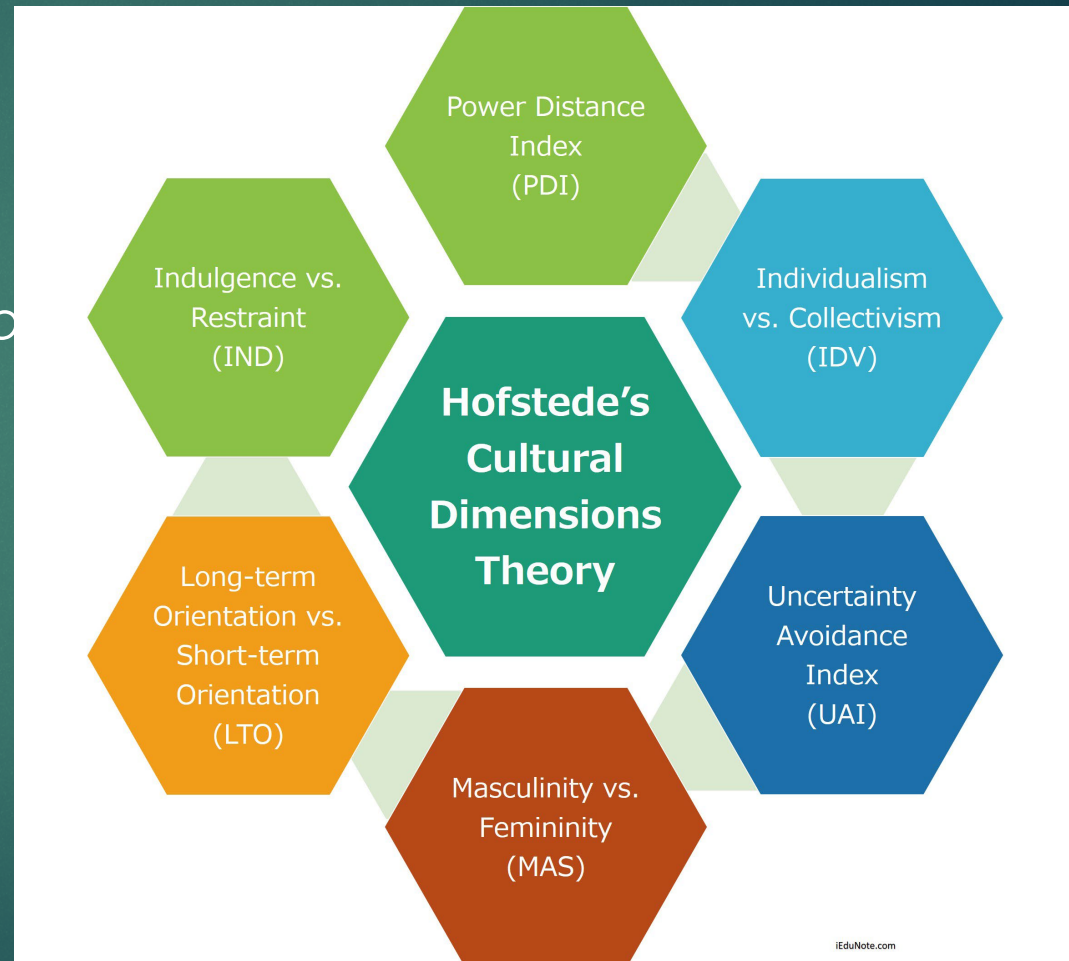 Power Distance
Index
(PDI)
Individualism
vs. Collectivism
(IDV)
Uncertainty
Avoidance
Index
(UAI)
Masculinity vs.
Femininity
(MAS)
Long-term
Orientation vs.
Short-term
Orientation
(LTO)
Indulgence vs.
Restraint
(IND)
Hofstede’s
Cultural
Dimensions
Theory
iEduNote.com